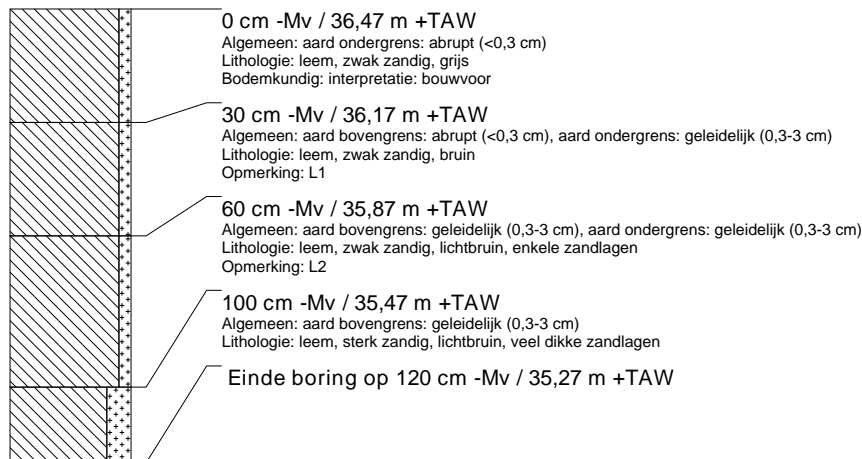 0 cm -Mv / 36,47 m +TAW
Algemeen: aard ondergrens: abrupt (<0,3 cm)
Lithologie: leem, zwak zandig, grijs
Bodemkundig: interpretatie: bouwvoor
30 cm -Mv / 36,17 m +TAW
Algemeen: aard bovengrens: abrupt (<0,3 cm), aard ondergrens: geleidelijk (0,3-3 cm)
Lithologie: leem, zwak zandig, bruin
Opmerking: L1
60 cm -Mv / 35,87 m +TAW
Algemeen: aard bovengrens: geleidelijk (0,3-3 cm), aard ondergrens: geleidelijk (0,3-3 cm)
Lithologie: leem, zwak zandig, lichtbruin, enkele zandlagen
Opmerking: L2
100 cm -Mv / 35,47 m +TAW
Algemeen: aard bovengrens: geleidelijk (0,3-3 cm)
Lithologie: leem, sterk zandig, lichtbruin, veel dikke zandlagen
Einde boring op 120 cm -Mv / 35,27 m +TAW